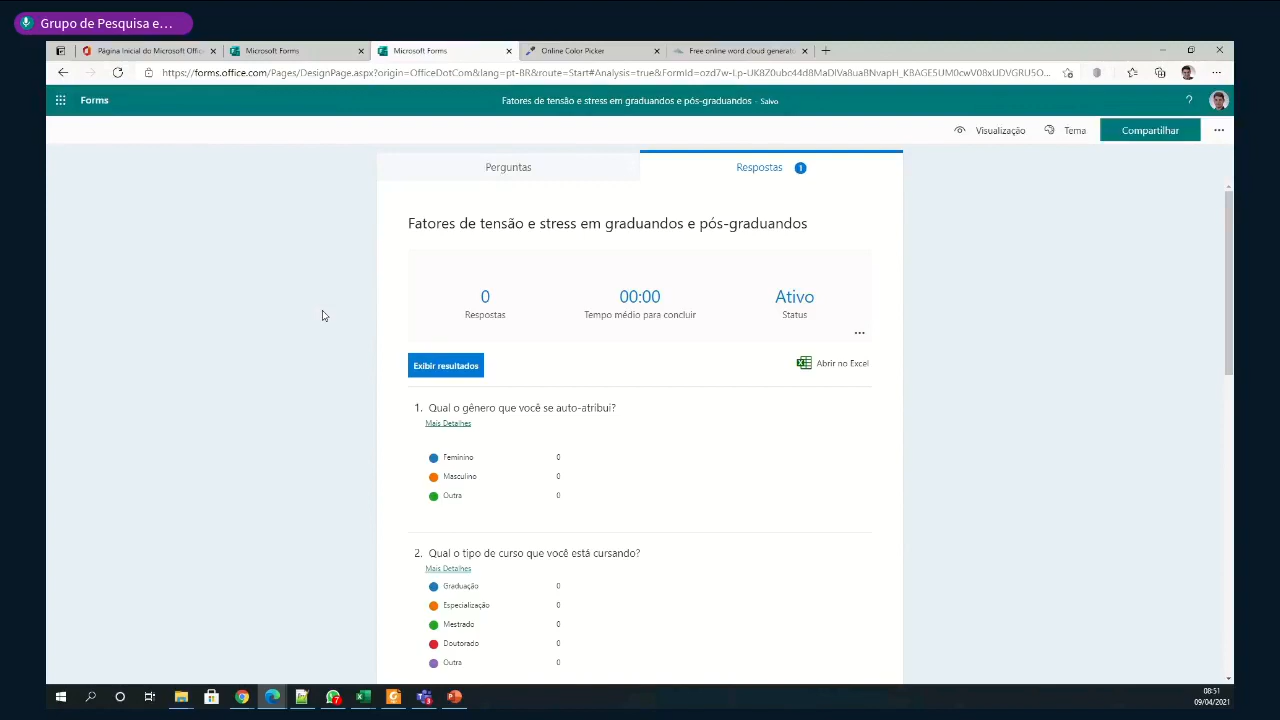 Grupo de Pesquisa e...
Página Inicial do Microsoft Offic
Microsoft Forms
Microsoft Forms
Online Color Picker
Free online word cloud generat
Forms
Fatores de tensão e stress em graduandos e pós-graduandos - Salvo
?
Visualização
Tema
Compartilhar
Perguntas
Respostas 1
Fatores de tensão e stress em graduandos e pós-graduandos
0
00:00
Ativo
Respostas
Tempo médio para concluir
Status
Exibir resultados
Abrir no Excel
1. Qual o gênero que você se auto-atribui?
Mais Detalhes
Feminino 0
Masculino 0
Outra 0
2. Qual o tipo de curso que você está cursando?
Mais Detalhes
Graduação 0
Especialização 0
Mestrado 0
Doutorado 0
Outra 0
08:51
09/04/2021